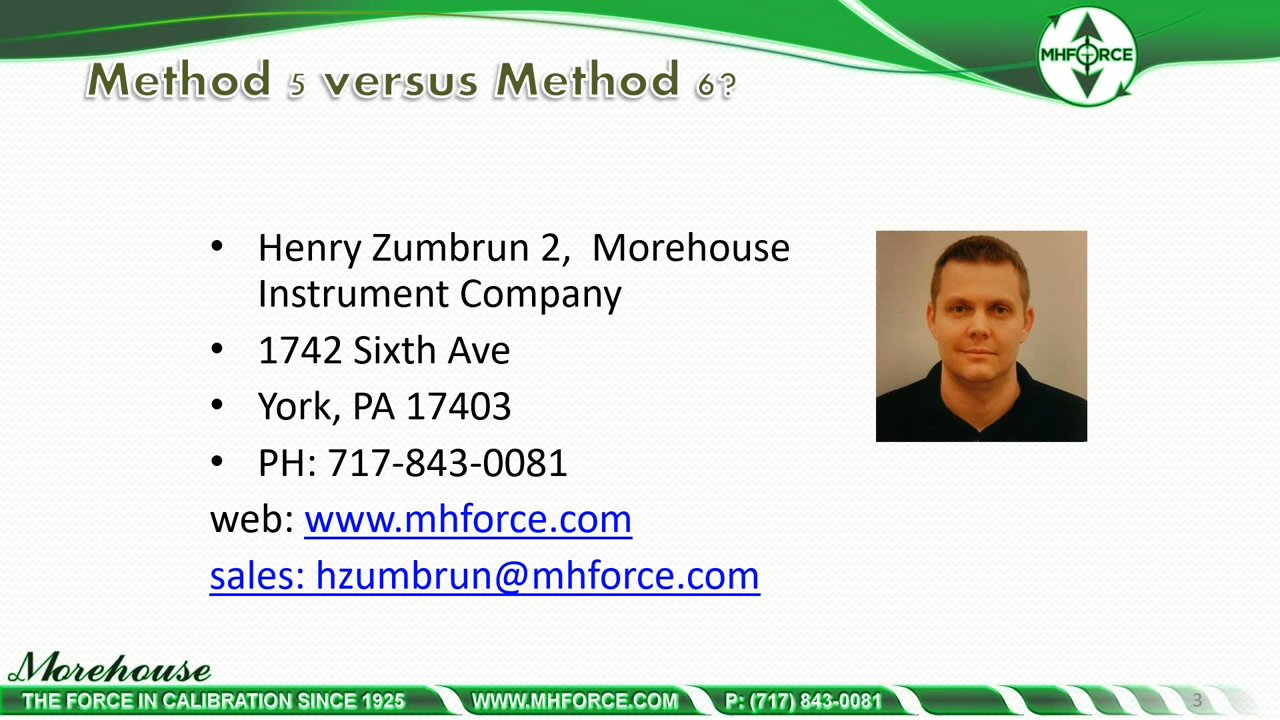 MHFORCE
Method 5 versus Method 6?
• Henry Zumbrun 2, Morehouse
Instrument Company
• 1742 Sixth Ave
• York, PA 17403
• PH: 717-843-0081
web: www.mhforce.com
sales: hzumbrun@mhforce.com
Morehouse
THE FORCE IN CALIBRATION SINCE 1925 WWW.MHFORCE.COM P: (717) 843-0081 3